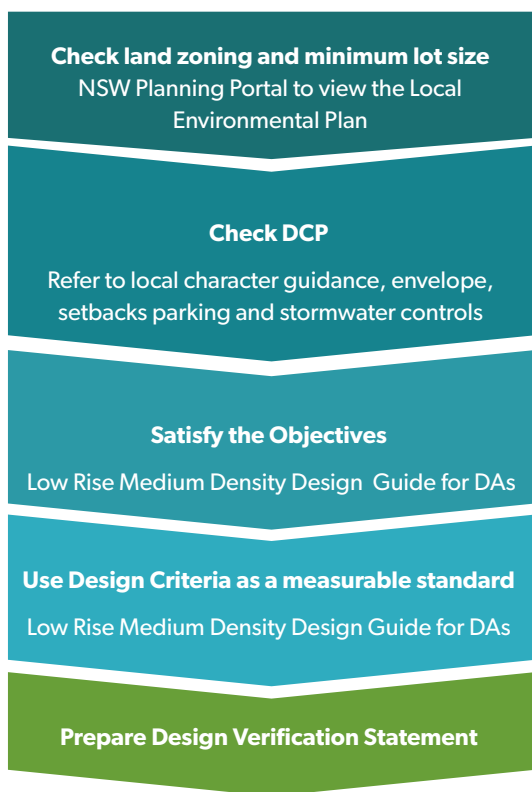 Check land zoning and minimum lot size
NSW Planning Portal to view the Local
Environmental Plan
Check DCP
Refer to local character guidance, envelope,
setbacks parking and stormwater controls
Satisfy the Objectives
Low Rise Medium Density Design Guide for DAs
Use Design Criteria as a measurable standard
Low Rise Medium Density Design Guide for DAs
Prepare Design Verification Statement